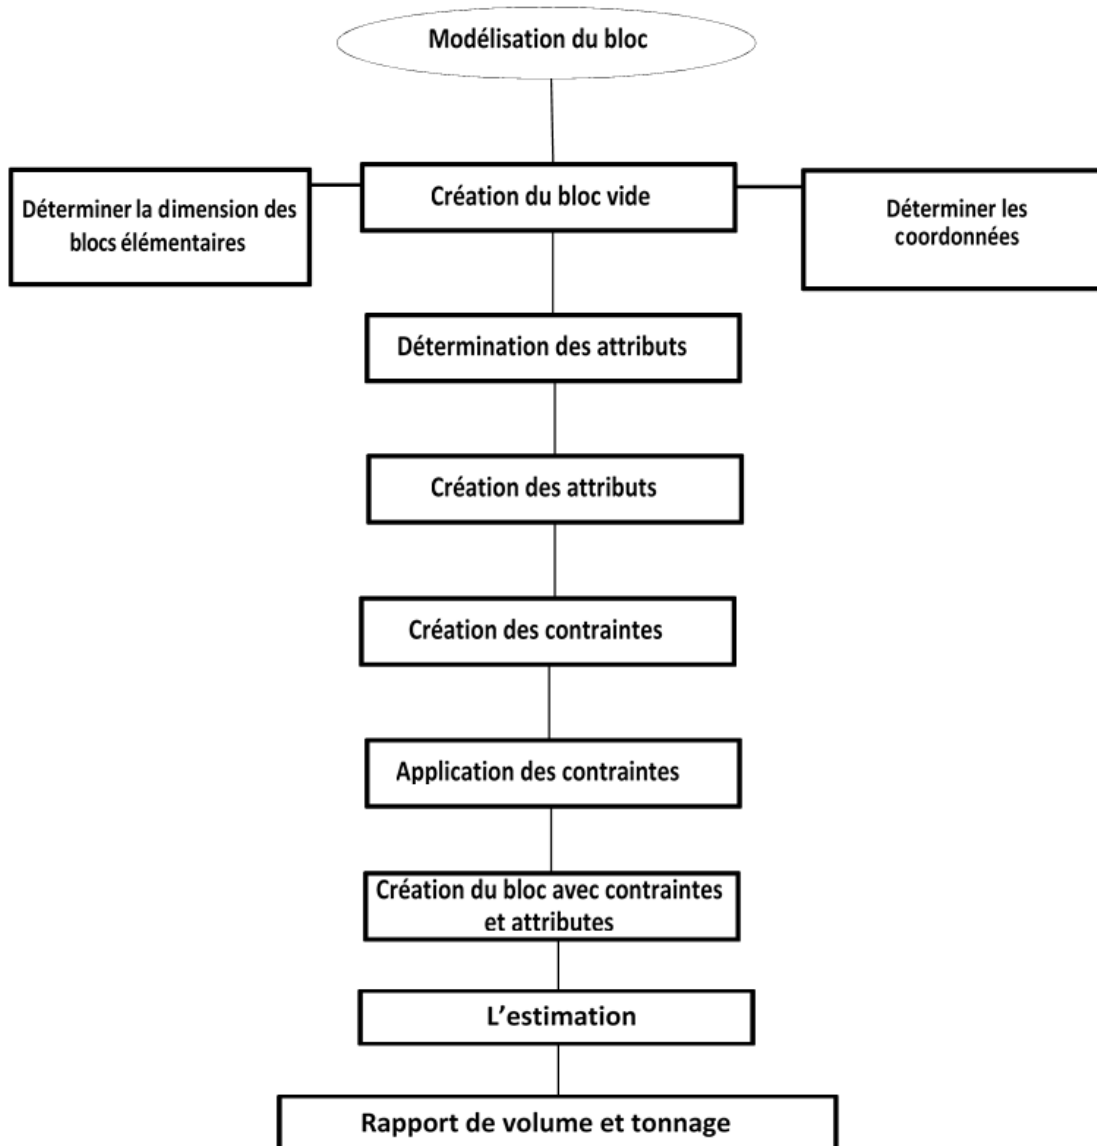 Modélisation du bloc
Déterminer la dimension des
blocs élémentaires
Création du bloc vide
Déterminer les
coordonnées
Détermination des attributs
Création des attributs
Création des contraintes
Application des contraintes
Création du bloc avec contraintes
et attributes
L’estimation
Rapport de volume et tonnage